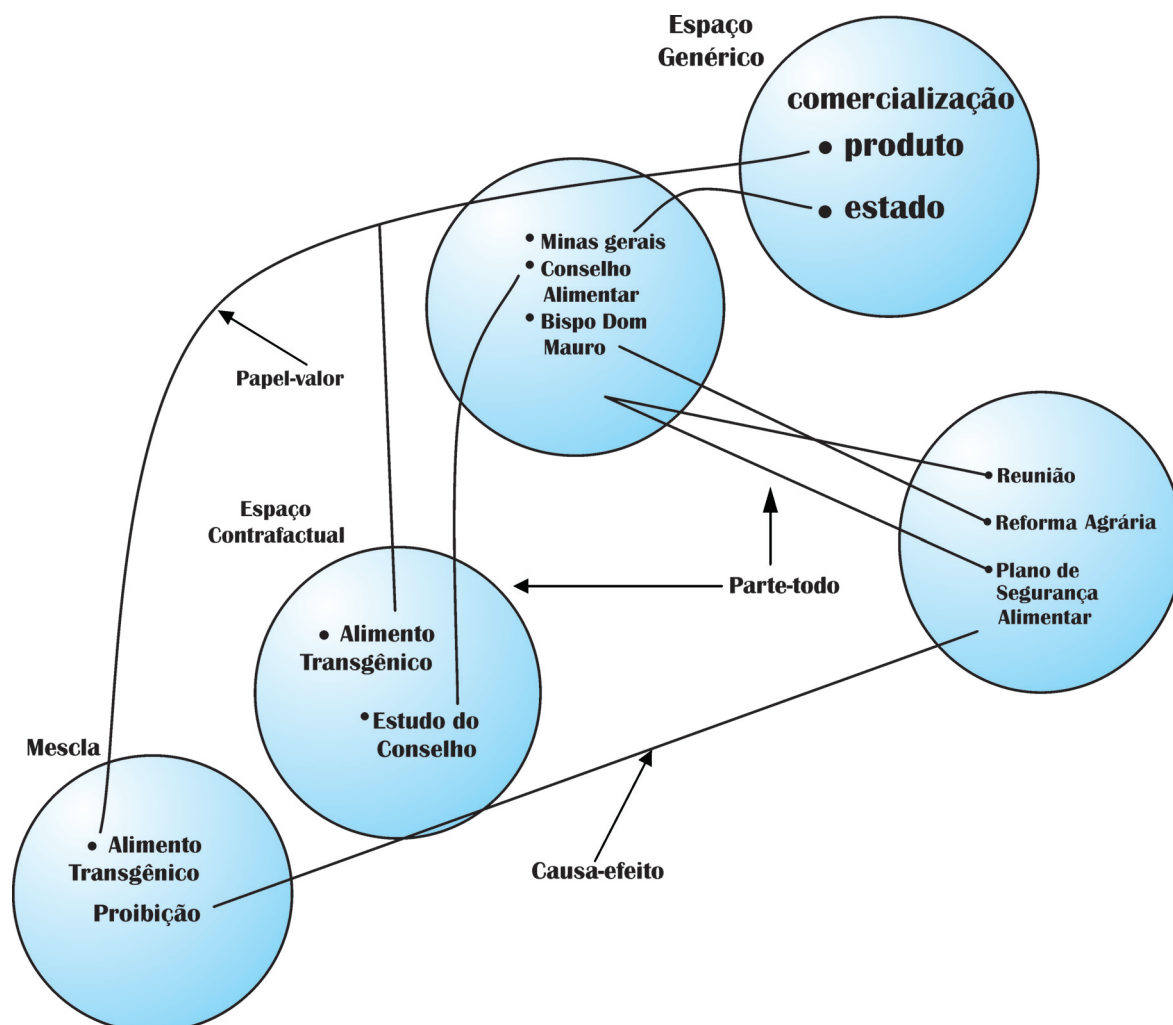 Espaço
Genérico
comercialização
• produto
• estado
• Minas gerais
• Conselho
Alimentar
• Bispo Dom
Mauro
Papel-valor
• Reunião
• Reforma Agrária
• Plano de
Segurança
Alimentar
Espaço
Contrafactual
Parte-todo
• Alimento
Transgênico
• Estudo do
Conselho
Mescla
• Alimento
Transgênico
Proibição
Causa-efeito